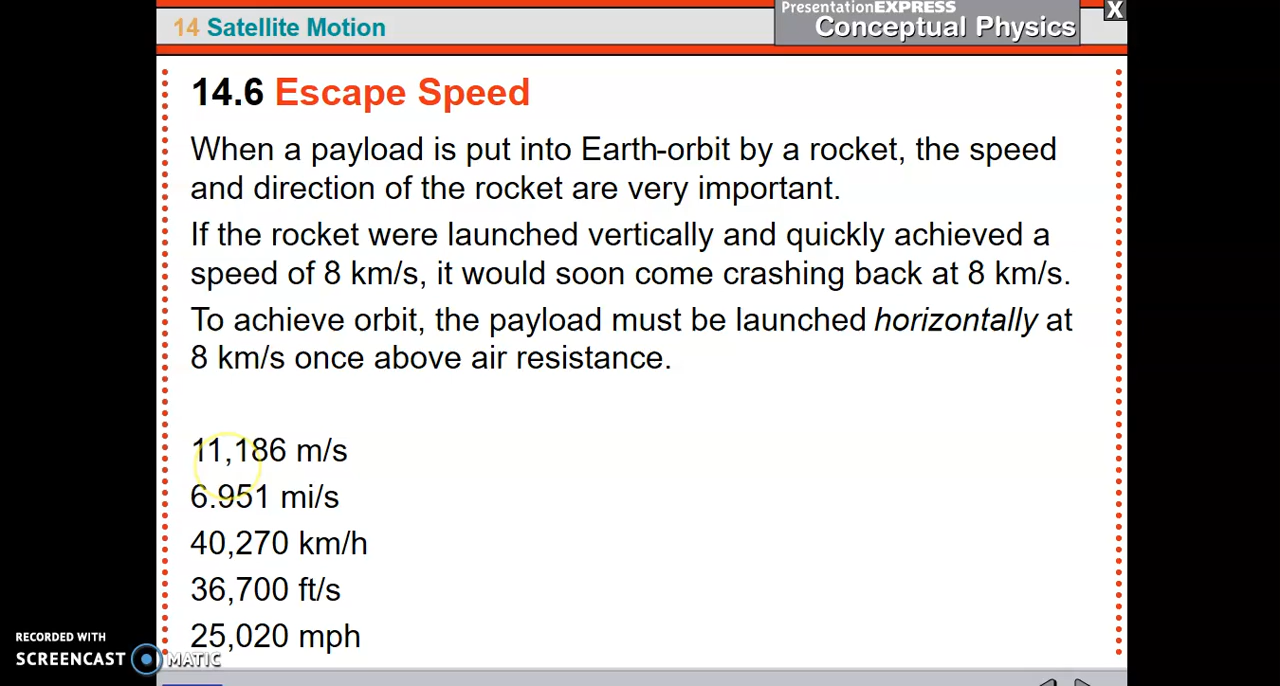 PresentationEXPRESS
X
14 Satellite Motion
Conceptual Physics
14.6 Escape Speed
When a payload is put into Earth-orbit by a rocket, the speed
and direction of the rocket are very important.
If the rocket were launched vertically and quickly achieved a
speed of 8 km/s, it would soon come crashing back at 8 km/s.
To achieve orbit, the payload must be launched horizontally at
8 km/s once above air resistance.
11,186 m/s
6.951 mi/s
40,270 km/h
36,700 ft/s
25,020 mph
RECORDED WITH
SCREENCAST MATIC